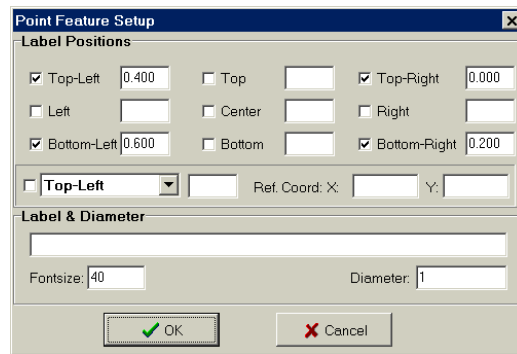 Point Feature Setup
Label Positions
Top-Left 0.400 Top Top-Right 0.000
Left Center Right
Bottom-Left 0.600 Bottom Bottom-Right 0.200
Top-Left Ref. Coord: X: Y:
Label & Diameter
Fontsize: 40 Diameter: 1
OK Cancel